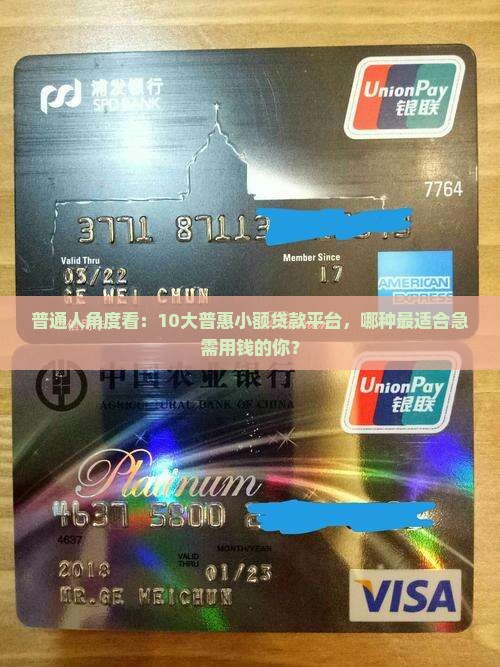 浦发银行
SPD BANK
UnionPay
银联
7764
Valid Thru
Member Since
03/22
17
GE WEI CHUN
AMERICAN
EXPRESS
普通人角度看：10大普惠小额贷款平台，哪种最适合急
需用钱的你？
中国农业银行
AGRICULTURAL BANK OF CHINA
UnionPay
银联
Platinum
4637 5800
4637
MONTH/YEAR
VALID
THRU
2018
01/23
MR.GE WEICHUN
VISA